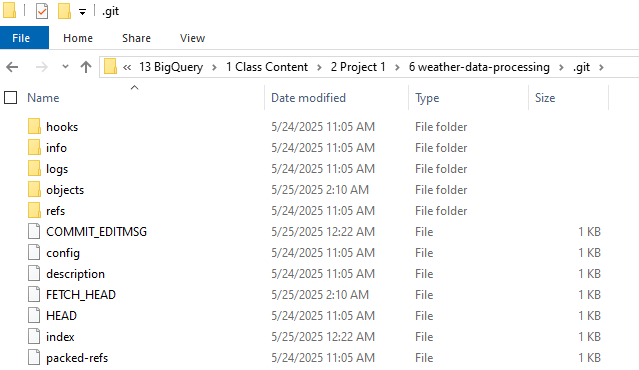 .git
File Home Share View
13 BigQuery 1 Class Content 2 Project 1 6 weather-data-processing .git
Name Date modified Type Size
hooks 5/24/2025 11:05 AM File folder
info 5/24/2025 11:05 AM File folder
logs 5/24/2025 11:05 AM File folder
objects 5/25/2025 2:10 AM File folder
refs 5/24/2025 11:05 AM File folder
COMMIT_EDITMSG 5/25/2025 12:22 AM File 1 KB
config 5/24/2025 11:05 AM File 1 KB
description 5/24/2025 11:05 AM File 1 KB
FETCH_HEAD 5/25/2025 2:10 AM File 1 KB
HEAD 5/24/2025 11:05 AM File 1 KB
index 5/25/2025 12:22 AM File 1 KB
packed-refs 5/24/2025 11:05 AM File 1 KB